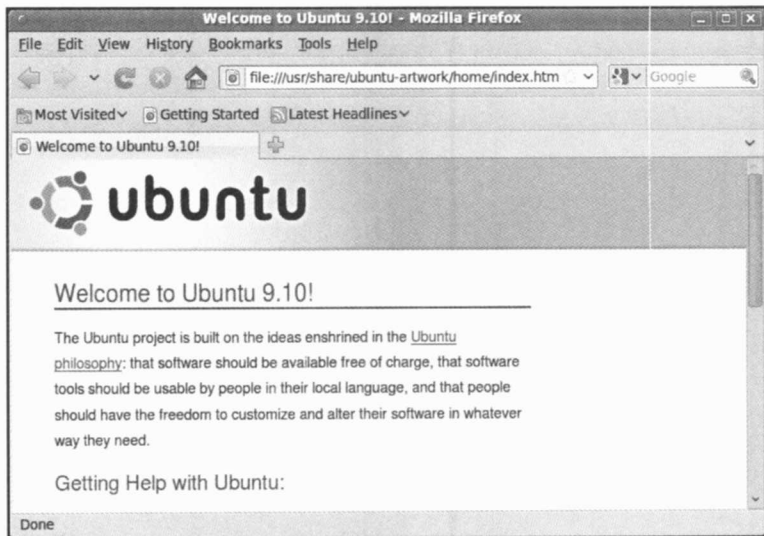 Welcome to Ubuntu 9.10! - Mozilla Firefox
File Edit View History Bookmarks Tools Help
file:///usr/share/ubuntu-artwork/home/index.htm Google
Most Visited Getting Started Latest Headlines
Welcome to Ubuntu 9.10!
ubuntu
Welcome to Ubuntu 9.10!
The Ubuntu project is built on the ideas enshrined in the Ubuntu
philosophy: that software should be available free of charge, that software
tools should be usable by people in their local language, and that people
should have the freedom to customize and alter their software in whatever
way they need.
Getting Help with Ubuntu:
Done